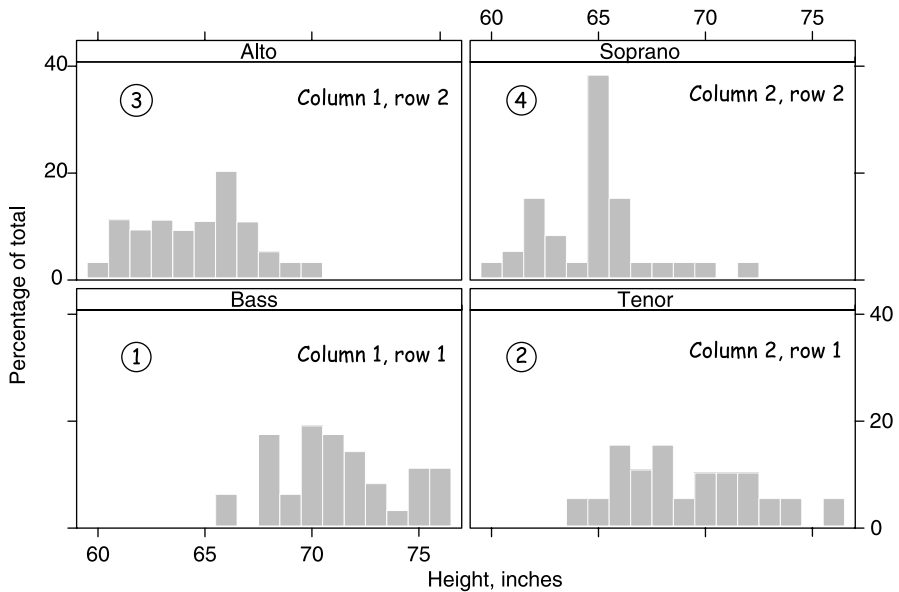 60 65 70 75
Alto
Soprano
40
3
Column 1, row 2
4
Column 2, row 2
20
0
Percentage of total
Bass
Tenor
1
Column 1, row 1
2
Column 2, row 1
40
20
0
60 65 70 75
Height, inches